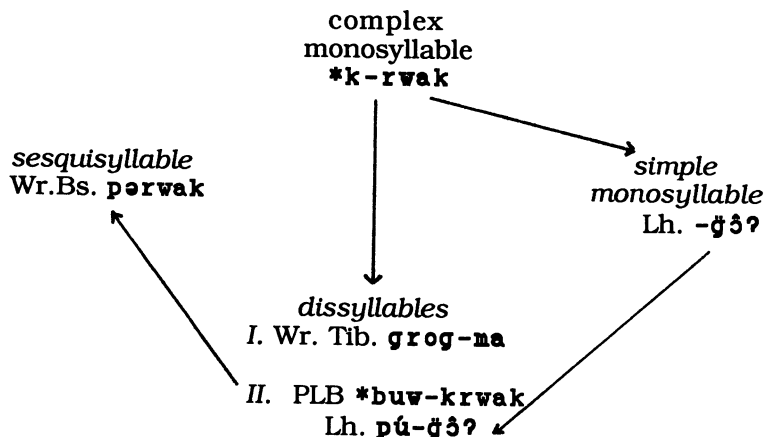 complex
monosyllable
*k-rwak
sesquisyllable
Wr.Bs. pərwak
simple
monosyllable
Lh. -g̈ɔ̂ʔ
dissyllables
I. Wr. Tib. grog-ma
II. PLB *buw-krwak
Lh. pú-g̈ɔ̂ʔ